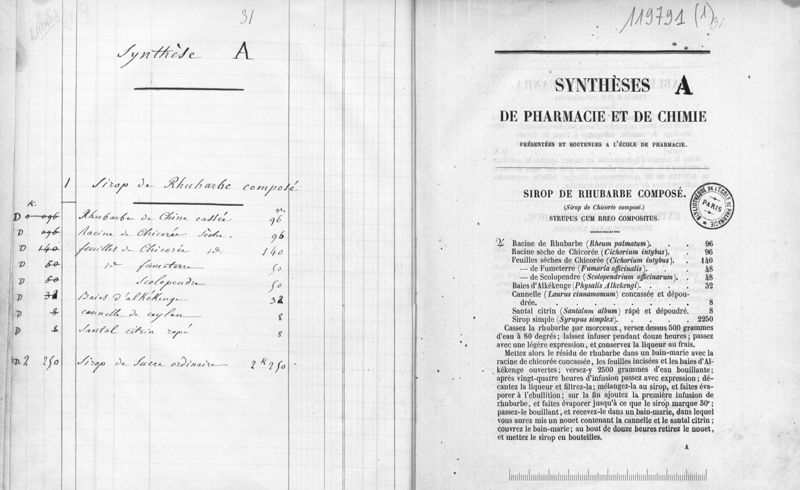 31
Synthèse A
1 Sirop de Rhubarbe composé
K. gr
D 0 096 Rhubarbe de Chine cassée 96
D 096 Racine de Chicorée Sèche. 96
D 140 feuilles de Chicorée id 140
D 50 id fumeterre 50
D 50 Scolopendre 50
D 32 Baies d'alkékenge 32
D 8 Cannelle de Ceylan 8
D 8 Santal citrin rapé 8
D. 2 250 Sirop de Sucre ordinaire 2 K 250
119791 (1)
31
SYNTHÈSES A
DE PHARMACIE ET DE CHIMIE
PRÉSENTÉES ET SOUTENUES A L'ÉCOLE DE PHARMACIE.
BIBLIOTHÈQUE DE L'ÉCOLE DE PHARMACIE
PARIS
SIROP DE RHUBARBE COMPOSÉ.
(Sirop de Chicorée composé.)
SYRUPUS CUM RHEO COMPOSITUS.
Racine de Rhubarbe (Rheum palmatum). . . 96
Racine sèche de Chicorée (Cichorium intybus). . 96
Feuilles sèches de Chicorée (Cichorium intybus). . 140
— de Fumeterre (Fumaria officinalis). . 48
— de Scolopendre (Scolopendrium officinarum). . 48
Baies d'Alkékenge (Physalis Alkekengi). . . 32
Cannelle (Laurus cinnamomum) concassée et dépou-
drée. . . . 8
Santal citrin (Santalum album) râpé et dépoudré. 8
Sirop simple (Syrupus simplex). . . . 2250
Cassez la rhubarbe par morceaux, versez dessus 500 grammes
d'eau à 80 degrés; laissez infuser pendant douze heures; passez
avec une légère expression, et conservez la liqueur au frais.
Mettez alors le résidu de rhubarbe dans un bain-marie avec la
racine de chicorée concassée, les feuilles incisées et les baies d'Al-
kékenge ouvertes; versez-y 2500 grammes d'eau bouillante;
après vingt-quatre heures d'infusion passez avec expression; dé-
cantez la liqueur et filtrez-la; mélangez-la au sirop, et faites éva-
porer à l'ébullition; sur la fin ajoutez la première infusion de
rhubarbe, et faites évaporer jusqu'à ce que le sirop marque 30°;
passez-le bouillant, et recevez-le dans un bain-marie, dans lequel
vous aurez mis un nouet contenant la cannelle et le santal citrin;
couvrez le bain-marie; au bout de douze heures retirez le nouet,
et mettez le sirop en bouteilles.
A